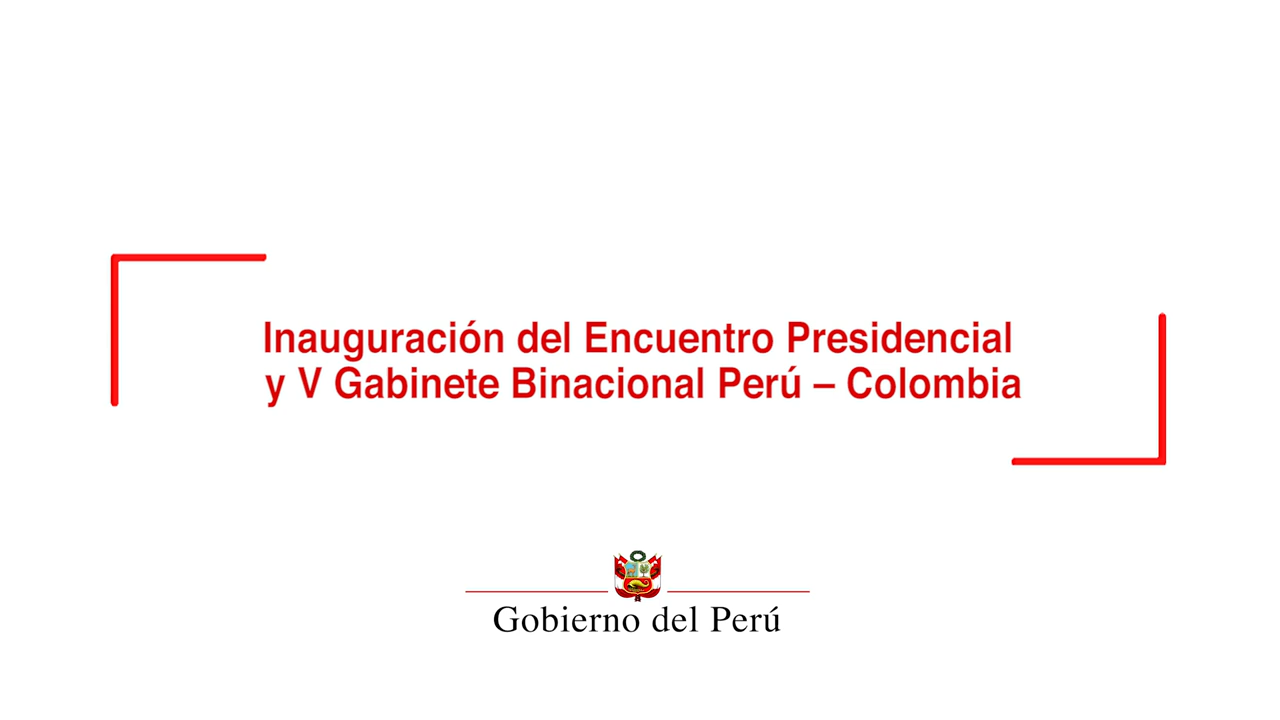 Inauguración del Encuentro Presidencial
y V Gabinete Binacional Perú – Colombia
Gobierno del Perú